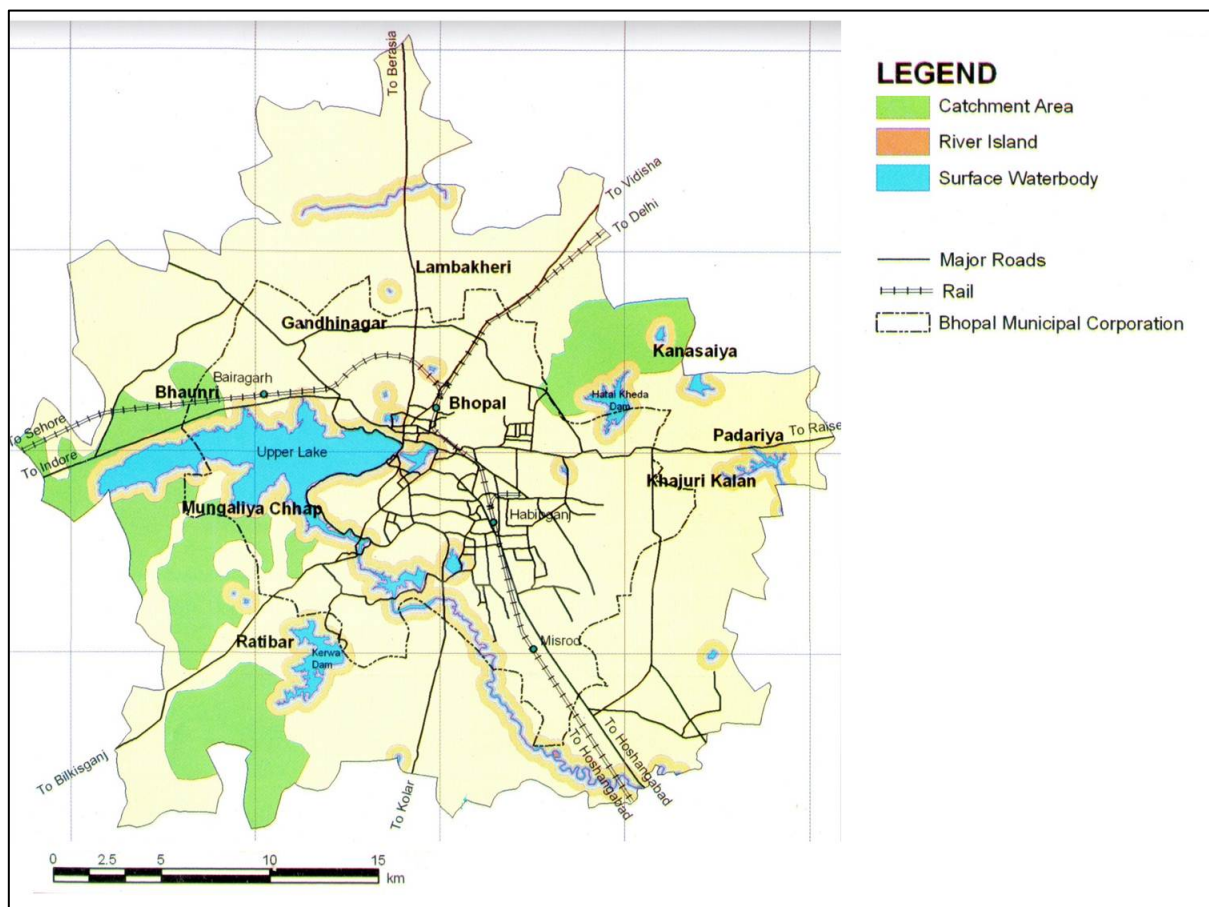 To Berasia
To Vidisha
To Delhi
Lambakheri
Gandhinagar
Kanasaiya
Bairagarh
Bhaunri
Hatai Kheda
Dam
Bhopal
To Sehore
To Indore
Upper Lake
Padariya
To Raise
Khajuri Kalan
Mungaliya Chhap
Habibganj
Ratibar
Kerwa
Dam
Misrod
To Bilkisganj
To Kolar
To Hoshangabad
To Hoshangabad
0 2.5 5 10 15
km
LEGEND
Catchment Area
River Island
Surface Waterbody
Major Roads
Rail
Bhopal Municipal Corporation